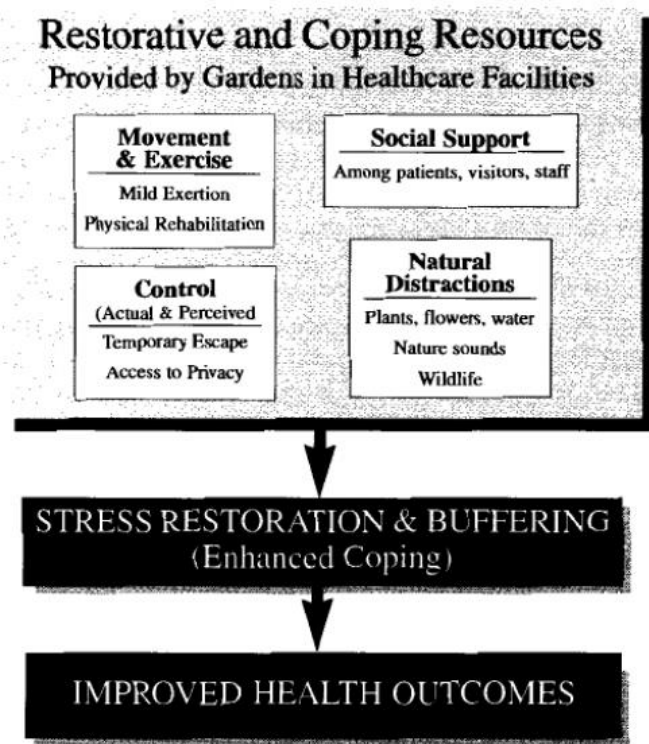 Restorative and Coping Resources
Provided by Gardens in Healthcare Facilities
Movement
& Exercise
Mild Exertion
Physical Rehabilitation
Social Support
Among patients, visitors, staff
Control
(Actual & Perceived
Temporary Escape
Access to Privacy
Natural
Distractions
Plants, flowers, water
Nature sounds
Wildlife
STRESS RESTORATION & BUFFERING
(Enhanced Coping)
IMPROVED HEALTH OUTCOMES